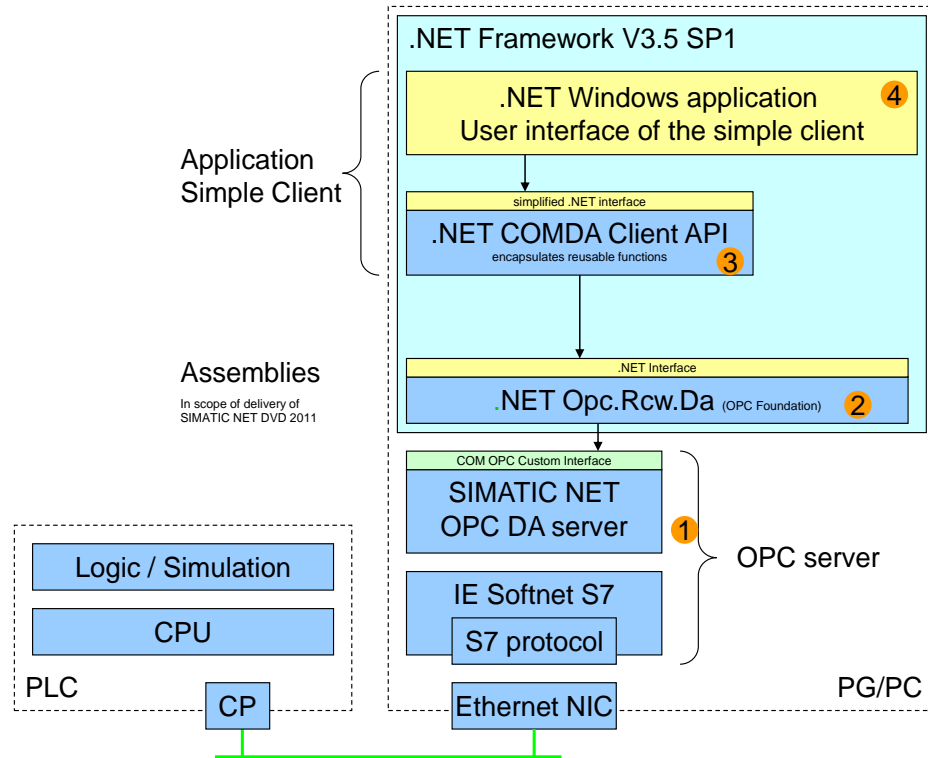 .NET Framework V3.5 SP1
.NET Windows application
User interface of the simple client
4
Application
Simple Client
simplified .NET interface
.NET COMDA Client API
encapsulates reusable functions
3
Assemblies
In scope of delivery of
SIMATIC NET DVD 2011
.NET Interface
.NET Opc.Rcw.Da (OPC Foundation)
2
COM OPC Custom Interface
SIMATIC NET
OPC DA server
1
OPC server
IE Softnet S7
S7 protocol
Logic / Simulation
CPU
PLC
CP
Ethernet NIC
PG/PC